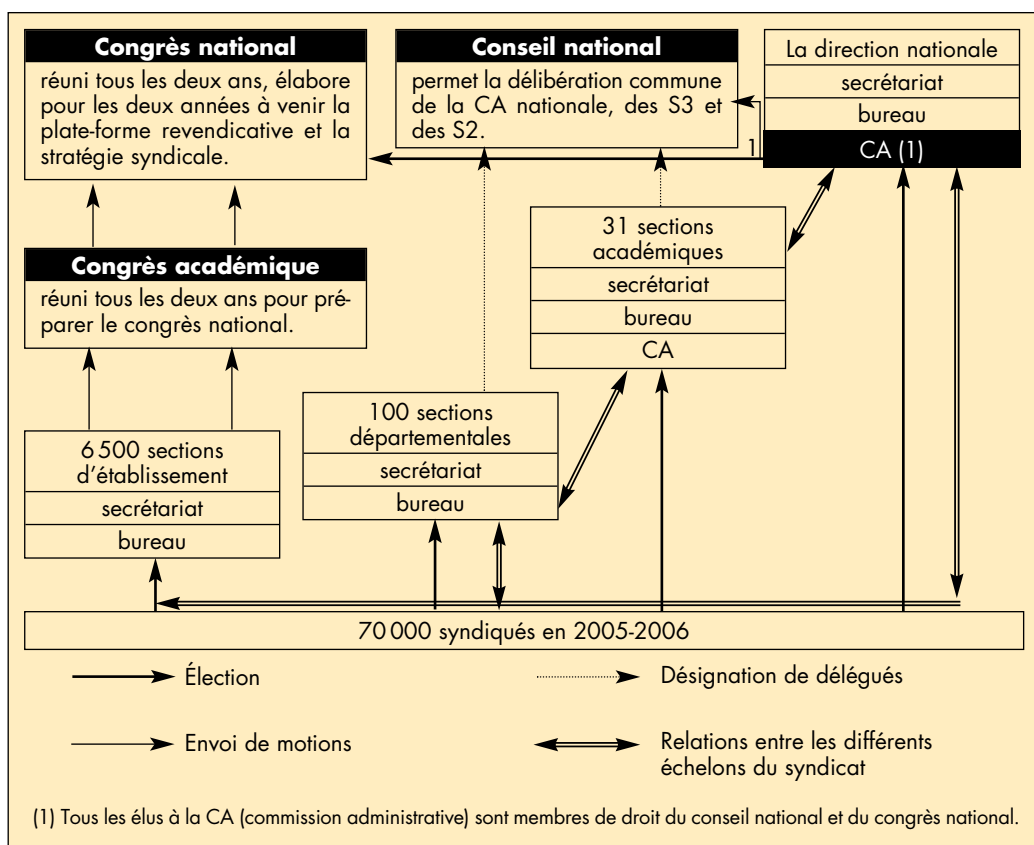 Congrès national
réuni tous les deux ans, élabore
pour les deux années à venir la
plate-forme revendicative et la
stratégie syndicale.
Conseil national
permet la délibération commune
de la CA nationale, des S3 et
des S2.
La direction nationale
secrétariat
bureau
CA (1)
1
31 sections
académiques
secrétariat
bureau
CA
Congrès académique
réuni tous les deux ans pour pré-
parer le congrès national.
100 sections
départementales
secrétariat
bureau
6 500 sections
d'établissement
secrétariat
bureau
70 000 syndiqués en 2005-2006
Élection
Désignation de délégués
Envoi de motions
Relations entre les différents
échelons du syndicat
(1) Tous les élus à la CA (commission administrative) sont membres de droit du conseil national et du congrès national.